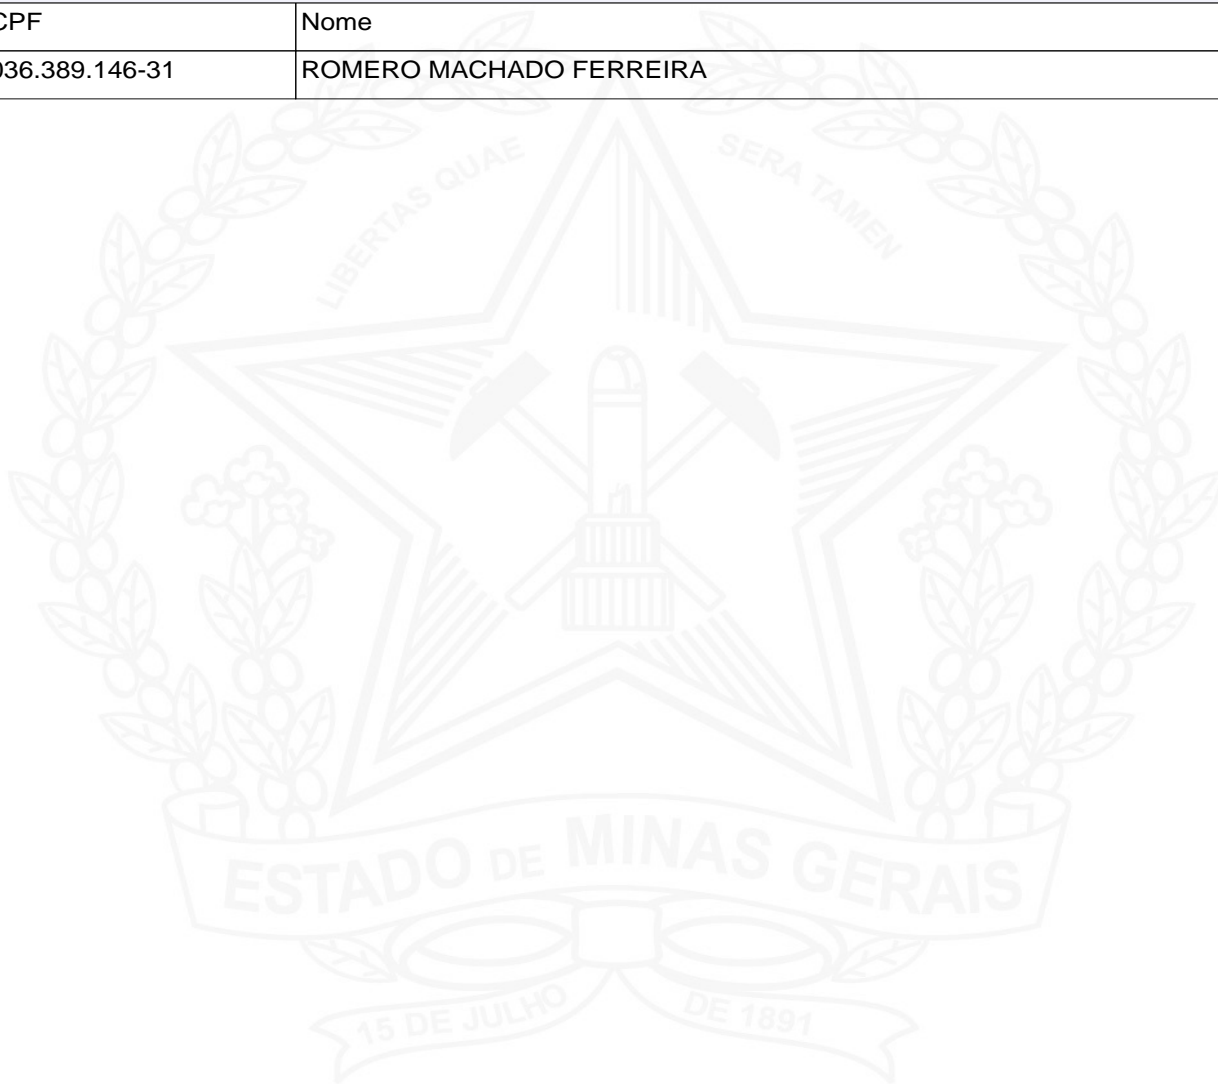 CPF Nome
036.389.146-31 ROMERO MACHADO FERREIRA
LIBERTAS QUAE SERA TAMEN
ESTADO DE MINAS GERAIS
15 DE JULHO DE 1891